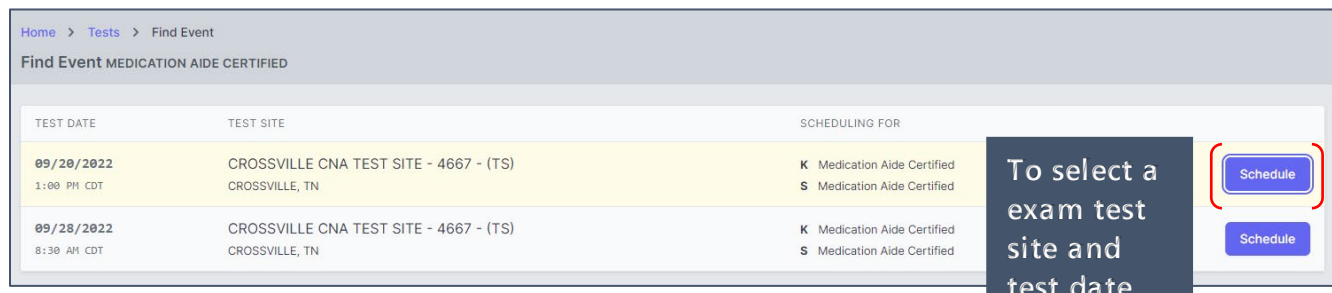 Home > Tests > Find Event
Find Event MEDICATION AIDE CERTIFIED
TEST DATE TEST SITE SCHEDULING FOR
09/20/2022 CROSSVILLE CNA TEST SITE - 4667 - (TS) K Medication Aide Certified
1:00 PM CDT CROSSVILLE, TN S Medication Aide Certified
Schedule
09/28/2022 CROSSVILLE CNA TEST SITE - 4667 - (TS) K Medication Aide Certified
8:30 AM CDT CROSSVILLE, TN S Medication Aide Certified
Schedule
To select a
exam test
site and
test date